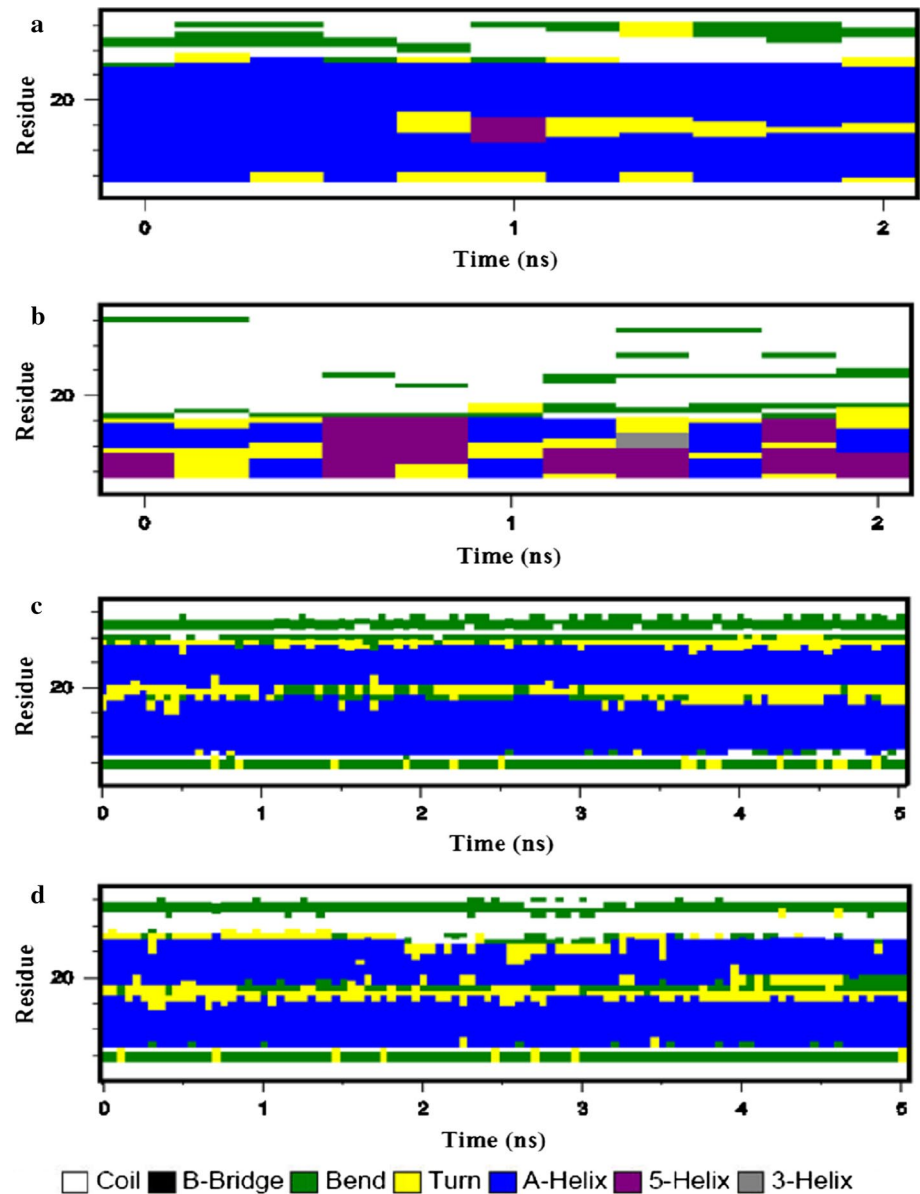 a
Residue
20
0 1 2
Time (ns)
b
Residue
20
0 1 2
Time (ns)
c
Residue
20
0 1 2 3 4 5
Time (ns)
d
Residue
20
0 1 2 3 4 5
Time (ns)
Coil B-Bridge Bend Turn A-Helix 5-Helix 3-Helix